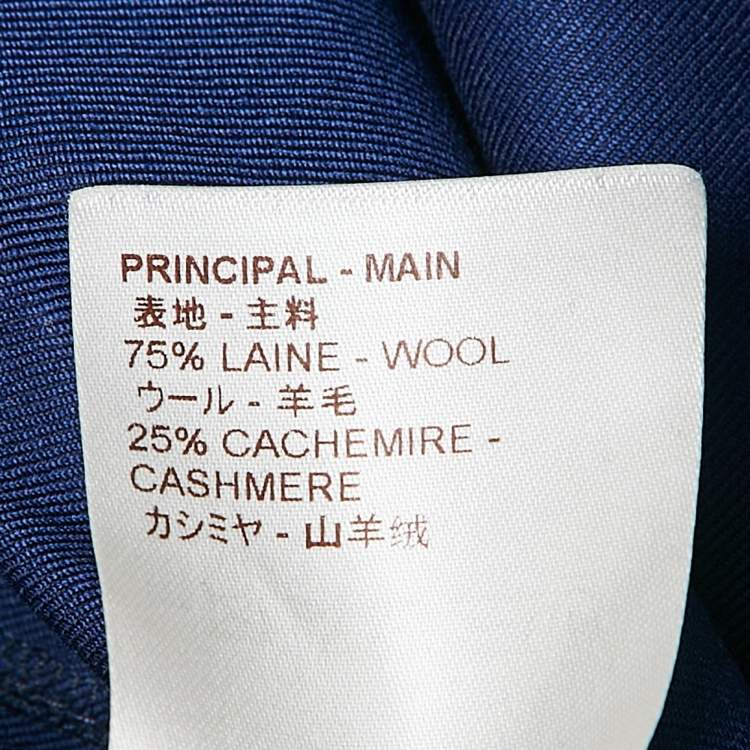 PRINCIPAL - MAIN
表地 - 主料
75% LAINE - WOOL
ウール - 羊毛
25% CACHEMIRE -
CASHMERE
カシミヤ - 山羊绒